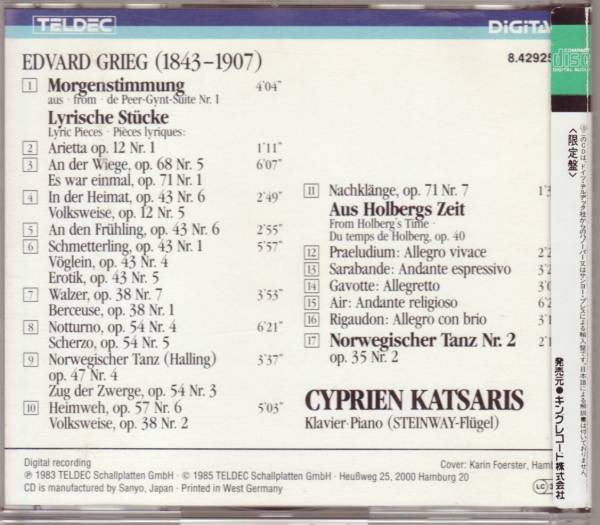 TELDEC
DIGITA
EDVARD GRIEG (1843–1907)
8.42925
1 Morgenstimmung 4'04"
aus · from · de Peer-Gynt-Suite Nr. 1
Lyrische Stücke
Lyric Pieces · Pièces lyriques:
2 Arietta op. 12 Nr. 1 1'11"
3 An der Wiege, op. 68 Nr. 5 6'07"
Es war einmal, op. 71 Nr. 1
4 In der Heimat, op. 43 Nr. 6 2'49"
Volksweise, op. 12 Nr. 5
5 An den Frühling, op. 43 Nr. 6 2'55"
6 Schmetterling, op. 43 Nr. 1 5'57"
Vöglein, op. 43 Nr. 4
Erotik, op. 43 Nr. 5
7 Walzer, op. 38 Nr. 7 3'53"
Berceuse, op. 38 Nr. 1
8 Notturno, op. 54 Nr. 4 6'21"
Scherzo, op. 54 Nr. 5
9 Norwegischer Tanz (Halling) 3'37"
op. 47 Nr. 4
Zug der Zwerge, op. 54 Nr. 3
10 Heimweh, op. 57 Nr. 6 5'03"
Volksweise, op. 38 Nr. 2
11 Nachklänge, op. 71 Nr. 7
Aus Holbergs Zeit
From Holberg's Time ·
Du temps de Holberg, op. 40
12 Praeludium: Allegro vivace
13 Sarabande: Andante espressivo
14 Gavotte: Allegretto
15 Air: Andante religioso
16 Rigaudon: Allegro con brio
17 Norwegischer Tanz Nr. 2
op. 35 Nr. 2
CYPRIEN KATSARIS
Klavier · Piano (STEINWAY-Flügel)
Digital recording
Cover: Karin Foerster, Ham
℗ 1983 TELDEC Schallplatten GmbH · © 1985 TELDEC Schallplatten GmbH · Heußweg 25, 2000 Hamburg 20
CD is manufactured by Sanyo, Japan · Printed in West Germany
LC
COMPACT
disc
DIGITAL AUDIO
〈限定盤〉
発売元●キングレコード株式会社